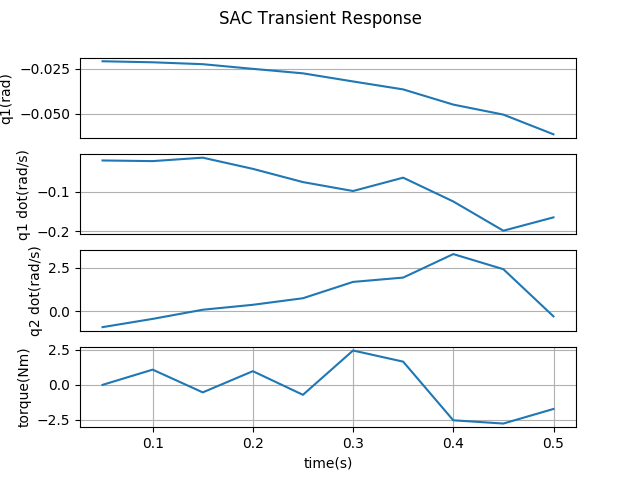 SAC Transient Response
q1(rad)
−0.025
−0.050
q1 dot(rad/s)
−0.1
−0.2
q2 dot(rad/s)
2.5
0.0
torque(Nm)
2.5
0.0
−2.5
0.1 0.2 0.3 0.4 0.5
time(s)